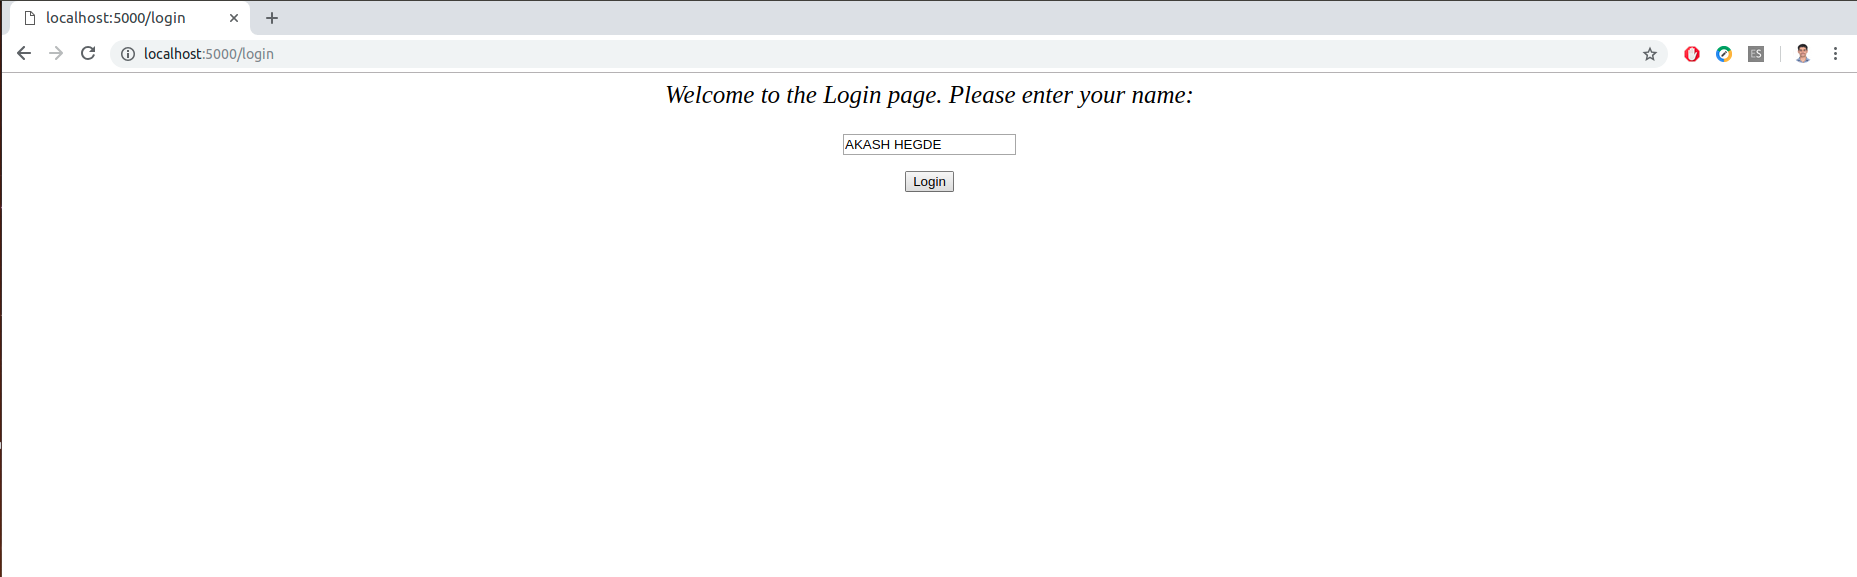 localhost:5000/login
localhost:5000/login
ES
Welcome to the Login page. Please enter your name:
AKASH HEGDE
Login